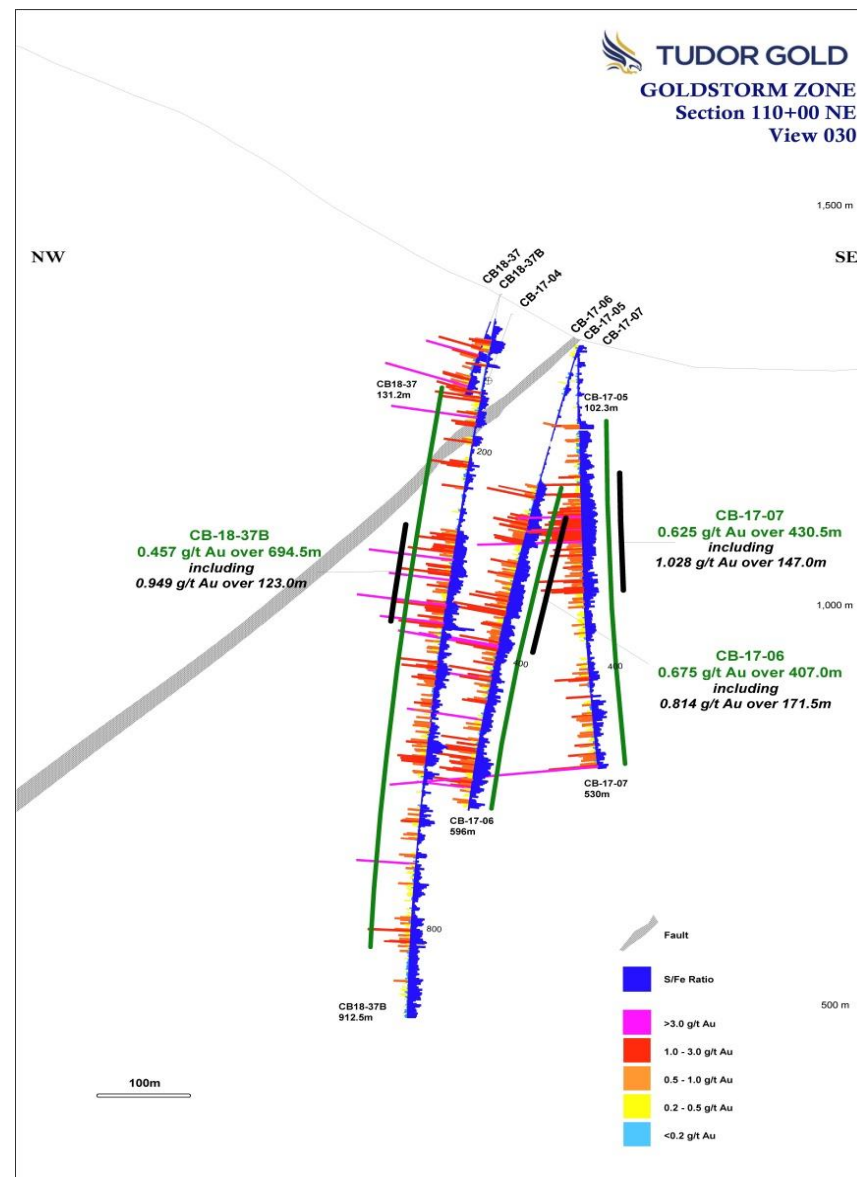 TUDOR GOLD
GOLDSTORM ZONE
Section 110+00 NE
View 030
1,500 m
NW
SE
CB18-37
CB18-37B
CB-17-04
CB-17-06
CB-17-05
CB-17-07
CB18-37
131.2m
CB-17-05
102.3m
200
CB-18-37B
0.457 g/t Au over 694.5m
including
0.949 g/t Au over 123.0m
CB-17-07
0.625 g/t Au over 430.5m
including
1.028 g/t Au over 147.0m
1,000 m
400
400
CB-17-06
0.675 g/t Au over 407.0m
including
0.814 g/t Au over 171.5m
CB-17-07
530m
CB-17-06
596m
800
CB18-37B
912.5m
500 m
Fault
S/Fe Ratio
>3.0 g/t Au
1.0 - 3.0 g/t Au
0.5 - 1.0 g/t Au
0.2 - 0.5 g/t Au
<0.2 g/t Au
100m